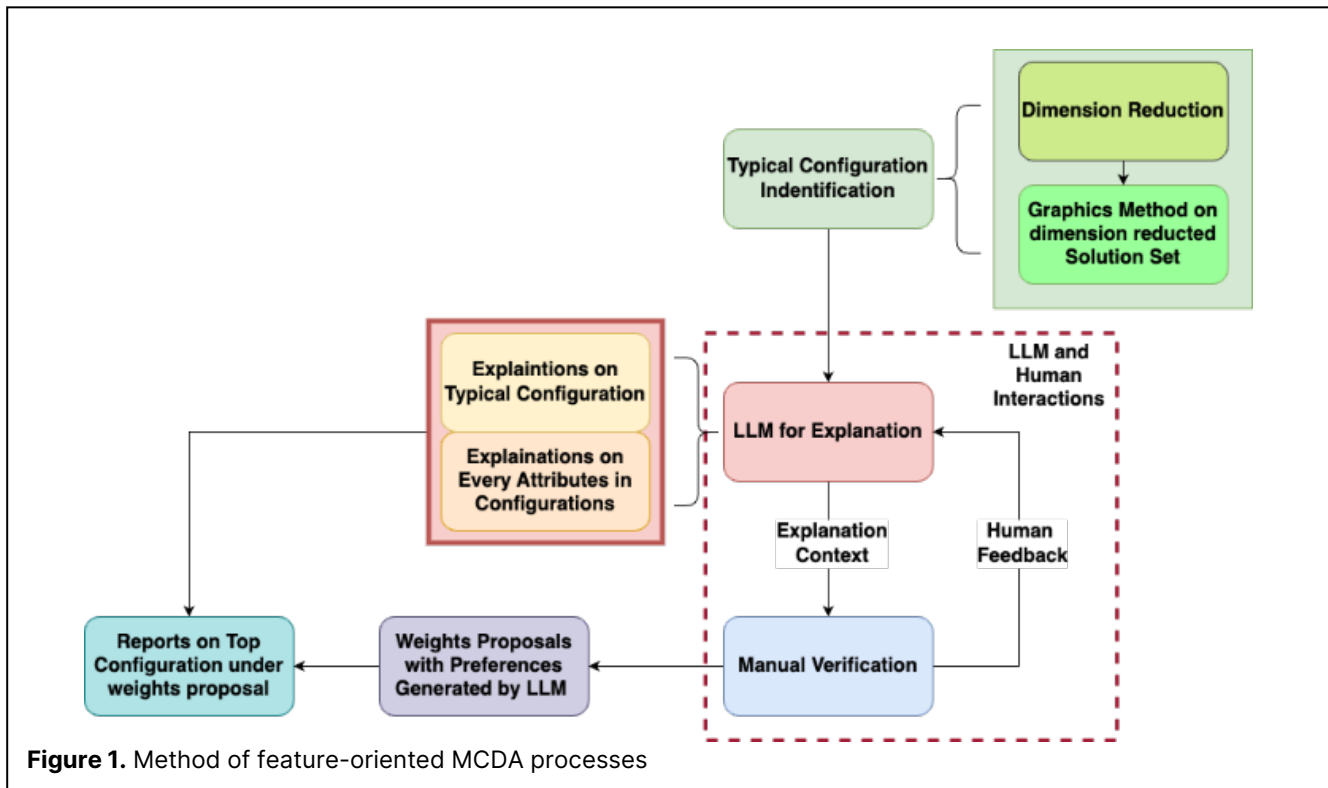 Dimension Reduction
Typical Configuration
Indentification
Graphics Method on
dimension reducted
Solution Set
LLM and
Human
Interactions
Explaintions on
Typical Configuration
LLM for Explanation
Explainations on
Every Attributes in
Configurations
Explanation
Context
Human
Feedback
Reports on Top
Configuration under
weights proposal
Weights Proposals
with Preferences
Generated by LLM
Manual Verification
Figure 1. Method of feature-oriented MCDA processes